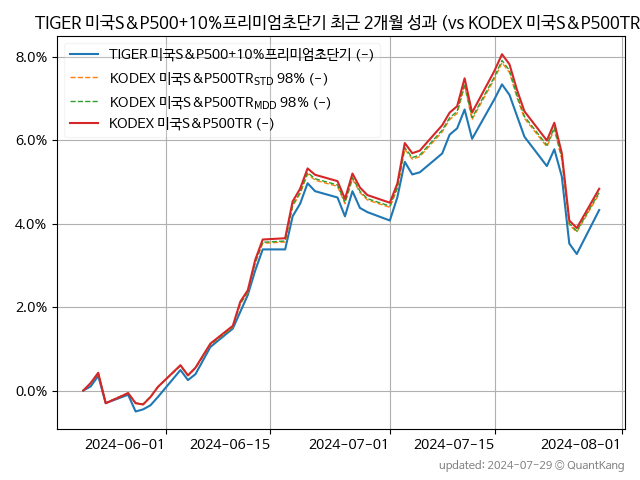 TIGER 미국S&P500+10%프리미엄초단기 최근 2개월 성과 (vs KODEX 미국S&P500TR
TIGER 미국S&P500+10%프리미엄초단기 (-)
KODEX 미국S&P500TRSTD 98% (-)
KODEX 미국S&P500TRMDD 98% (-)
KODEX 미국S&P500TR (-)
8.0%
6.0%
4.0%
2.0%
0.0%
2024-06-01 2024-06-15 2024-07-01 2024-07-15 2024-08-01
updated: 2024-07-29 © QuantKang